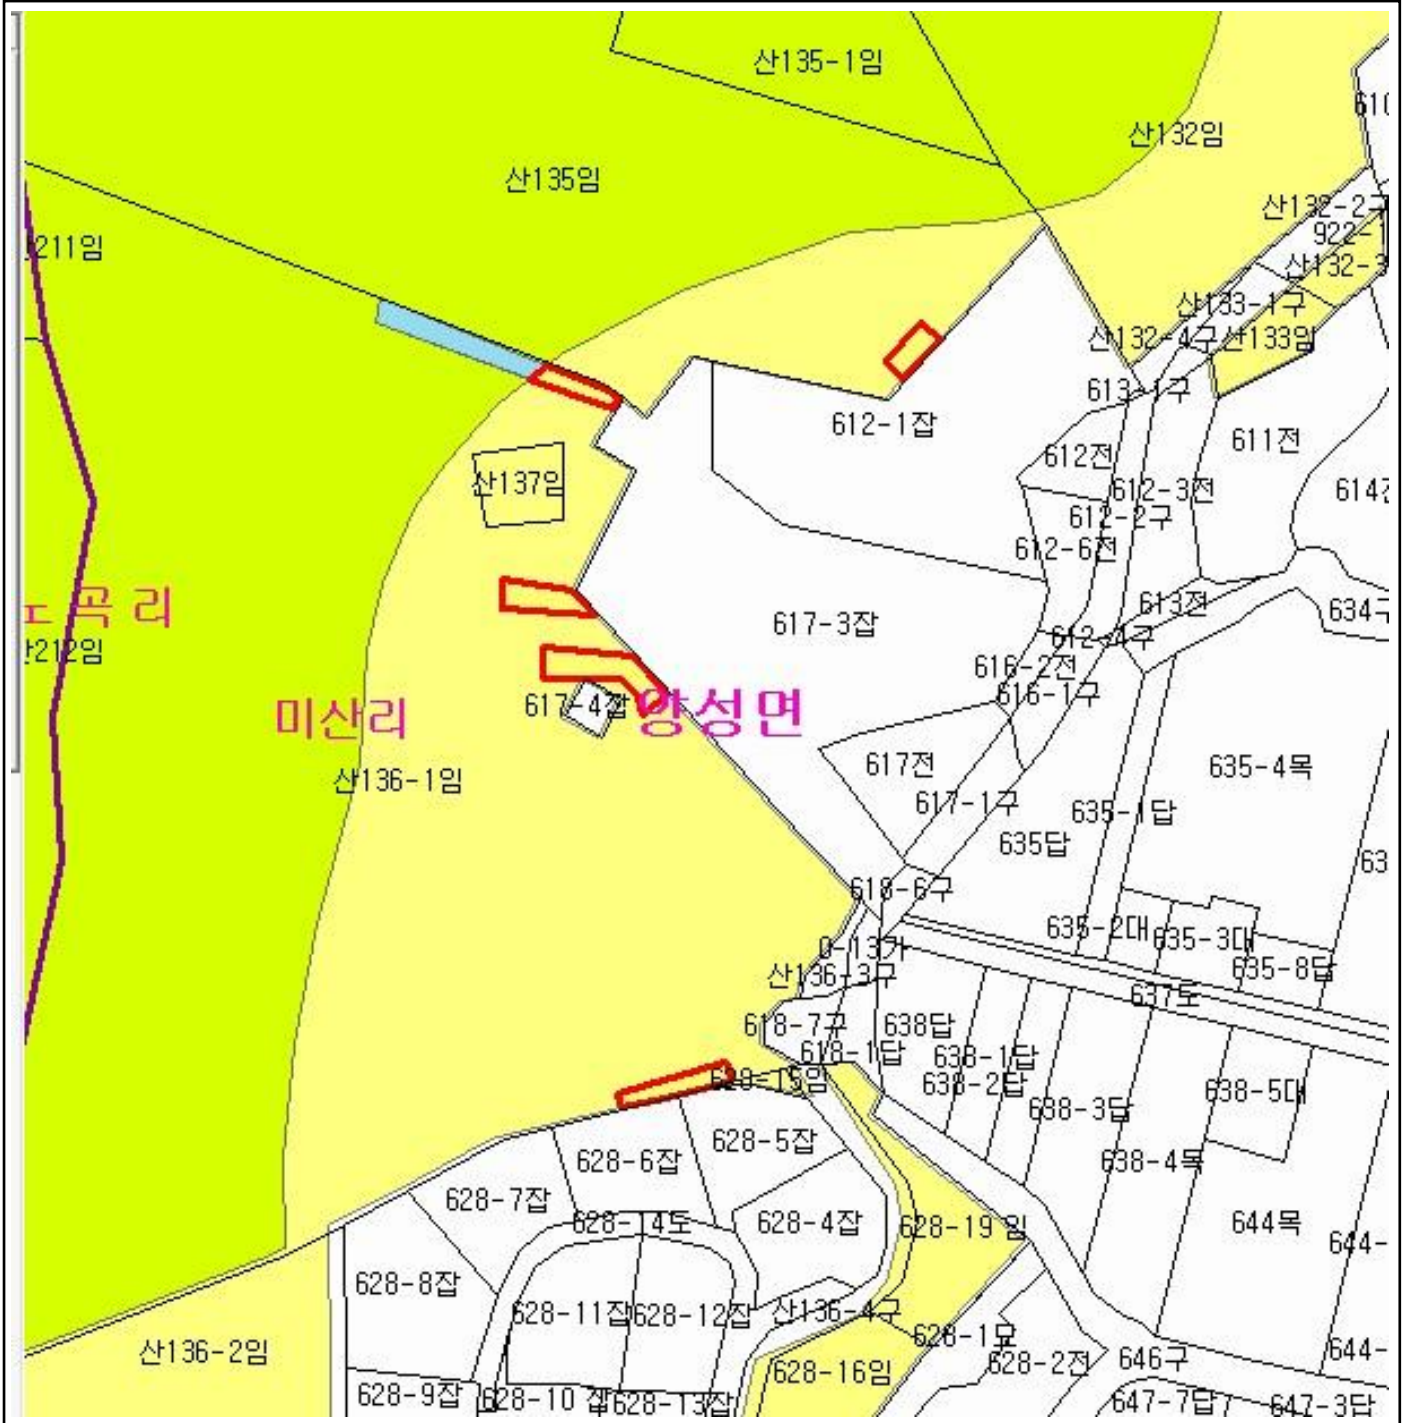 산135-1임
산132임
산135임
산132-2구
922-1
211임
산132-3
산133-1구
산132-4구
산133임
613-1구
612-1잡
611전
612전
산137임
612-3전
612-2구
612-6전
613전
곡리
617-3잡
634구
612-4구
212임
616-2전
616-1구
617-4잡
양성면
미산리
617전
635-4목
산136-1임
617-1구
635-1답
635답
618-6구
635-2대
635-3대
0-13가
635-8답
산136-3구
637도
618-7구
638답
618-1답
638-1답
628-15임
638-2답
638-5대
638-3답
628-5잡
628-6잡
638-4목
628-7잡
628-14도
628-4잡
628-19 임
644목
644-
628-8잡
628-11잡
628-12잡
산136-4구
628-1묘
산136-2임
628-2전
646구
644-
628-16임
628-9잡
628-10 잡
628-13잡
647-7답
647-3답